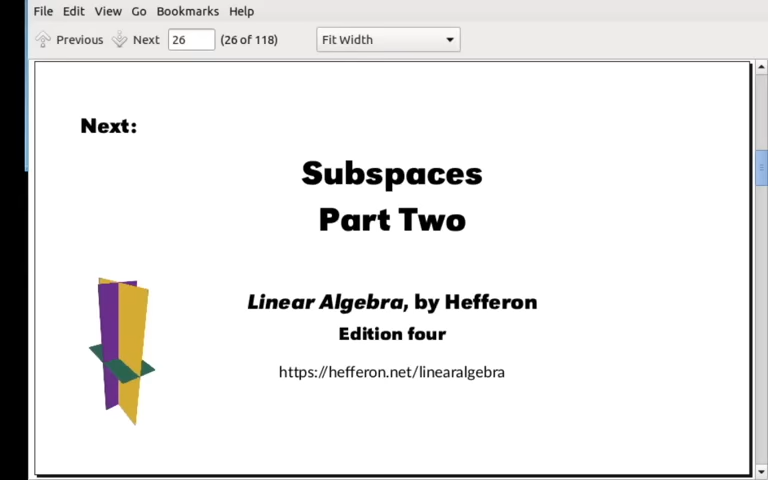 File Edit View Go Bookmarks Help
Previous Next 26 (26 of 118) Fit Width
Next:
Subspaces
Part Two
Linear Algebra, by Hefferon
Edition four
https://hefferon.net/linearalgebra